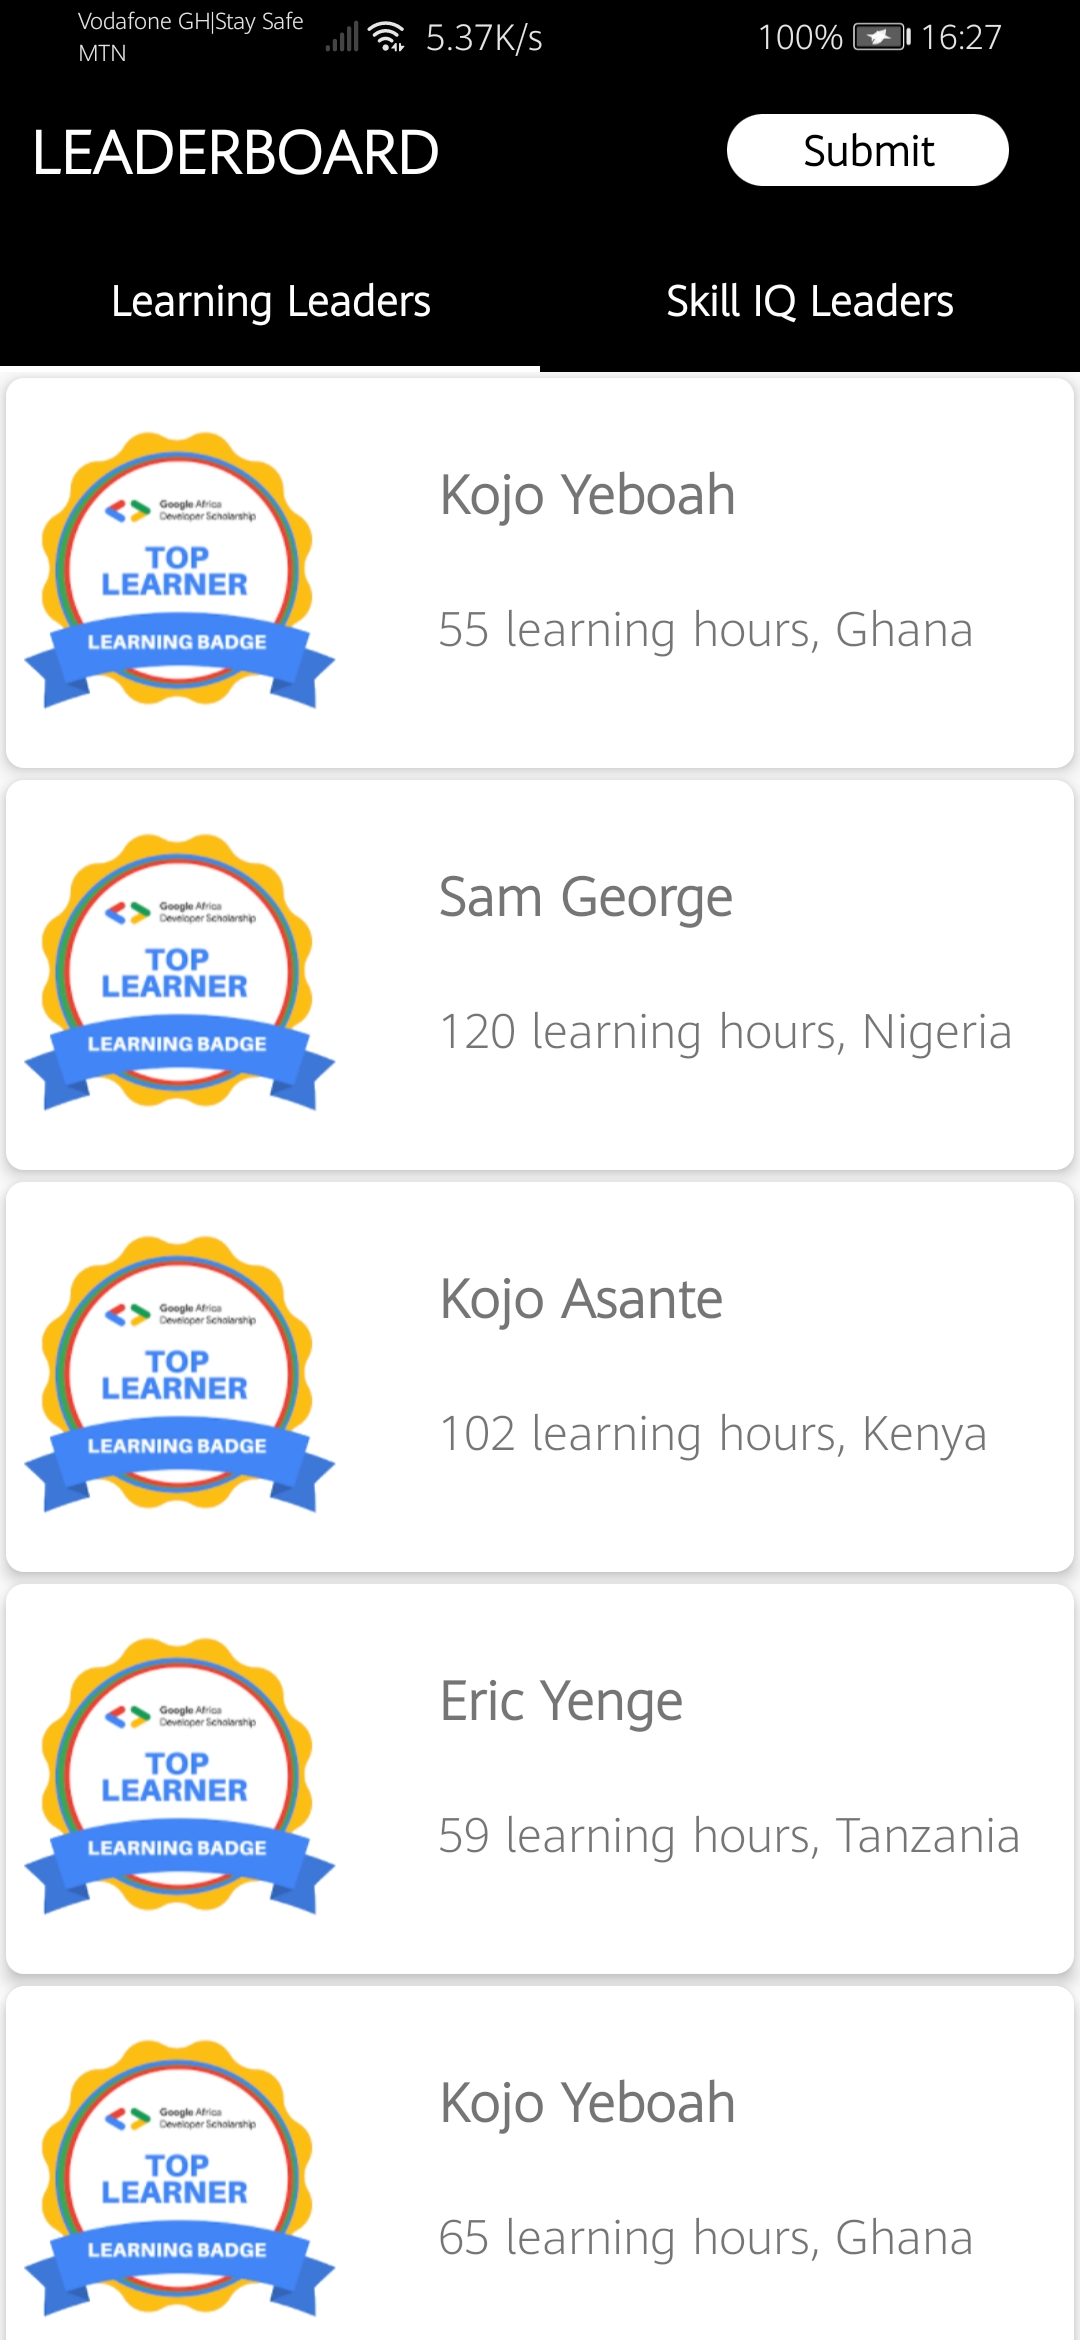 Vodafone GH|Stay Safe
MTN
5.37K/s
100%
16:27
LEADERBOARD
Submit
Learning Leaders
Skill IQ Leaders
Google Africa
Developer Scholarship
TOP
LEARNER
LEARNING BADGE
Kojo Yeboah
55 learning hours, Ghana
Google Africa
Developer Scholarship
TOP
LEARNER
LEARNING BADGE
Sam George
120 learning hours, Nigeria
Google Africa
Developer Scholarship
TOP
LEARNER
LEARNING BADGE
Kojo Asante
102 learning hours, Kenya
Google Africa
Developer Scholarship
TOP
LEARNER
LEARNING BADGE
Eric Yenge
59 learning hours, Tanzania
Google Africa
Developer Scholarship
TOP
LEARNER
LEARNING BADGE
Kojo Yeboah
65 learning hours, Ghana